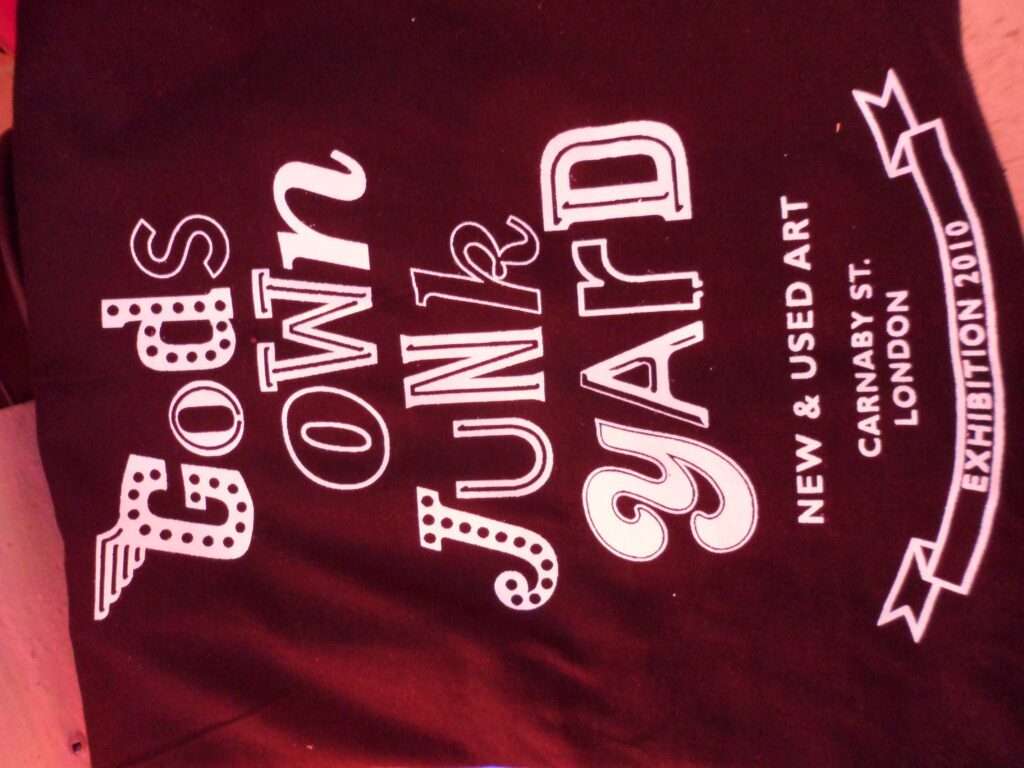 Gods
OWn
JUNk
YArD
NEW & USED ART
CARNABY ST.
LONDON
EXHIBITION 2010